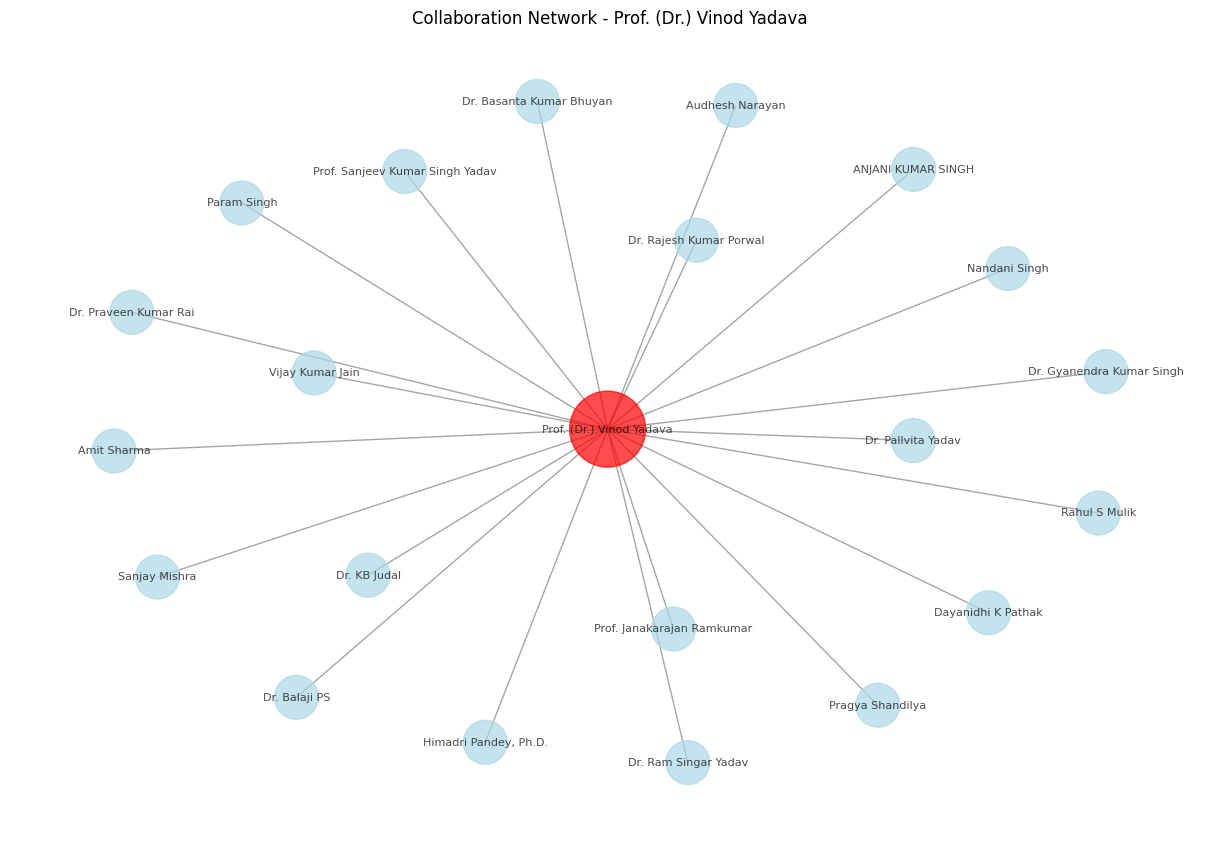 Collaboration Network - Prof. (Dr.) Vinod Yadava
Dr. Basanta Kumar Bhuyan
Audhesh Narayan
Prof. Sanjeev Kumar Singh Yadav
ANJANI KUMAR SINGH
Param Singh
Dr. Rajesh Kumar Porwal
Nandani Singh
Dr. Praveen Kumar Rai
Vijay Kumar Jain
Dr. Gyanendra Kumar Singh
Prof. (Dr.) Vinod Yadava
Dr. Pallvita Yadav
Amit Sharma
Rahul S Mulik
Sanjay Mishra
Dr. KB Judal
Dayanidhi K Pathak
Prof. Janakarajan Ramkumar
Dr. Balaji PS
Pragya Shandilya
Himadri Pandey, Ph.D.
Dr. Ram Singar Yadav